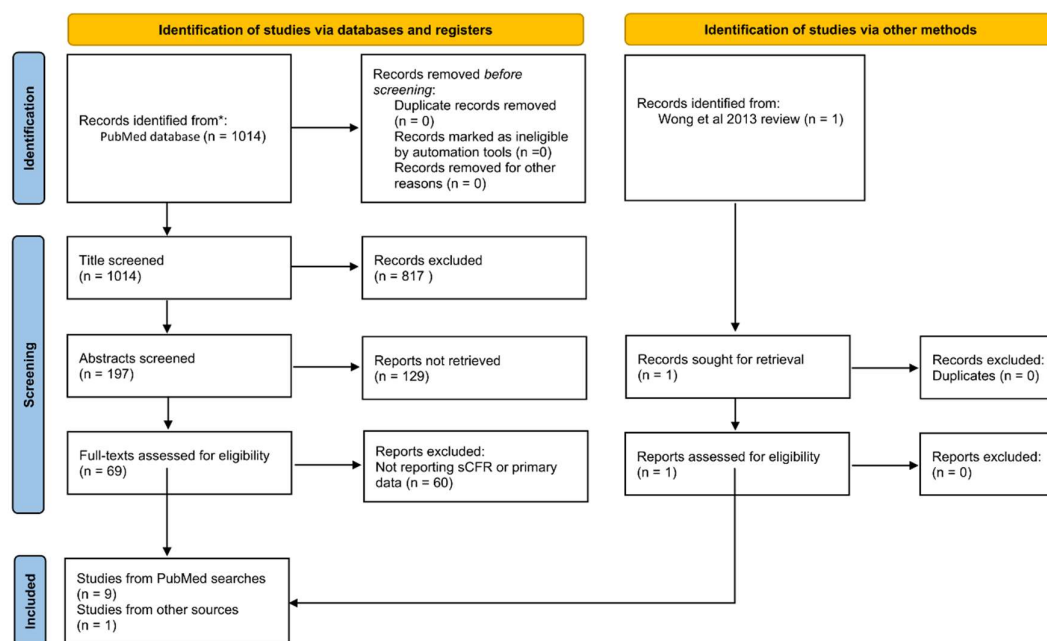 Identification of studies via databases and registers
Identification of studies via other methods
Identification
Records identified from*:
PubMed database (n = 1014)
Records removed before
screening:
Duplicate records removed
(n = 0)
Records marked as ineligible
by automation tools (n =0)
Records removed for other
reasons (n = 0)
Records identified from:
Wong et al 2013 review (n = 1)
Screening
Title screened
(n = 1014)
Records excluded
(n = 817 )
Abstracts screened
(n = 197)
Reports not retrieved
(n = 129)
Records sought for retrieval
(n = 1)
Records excluded:
Duplicates (n = 0)
Full-texts assessed for eligibility
(n = 69)
Reports excluded:
Not reporting sCFR or primary
data (n = 60)
Reports assessed for eligibility
(n = 1)
Reports excluded:
(n = 0)
Included
Studies from PubMed searches
(n = 9)
Studies from other sources
(n = 1)